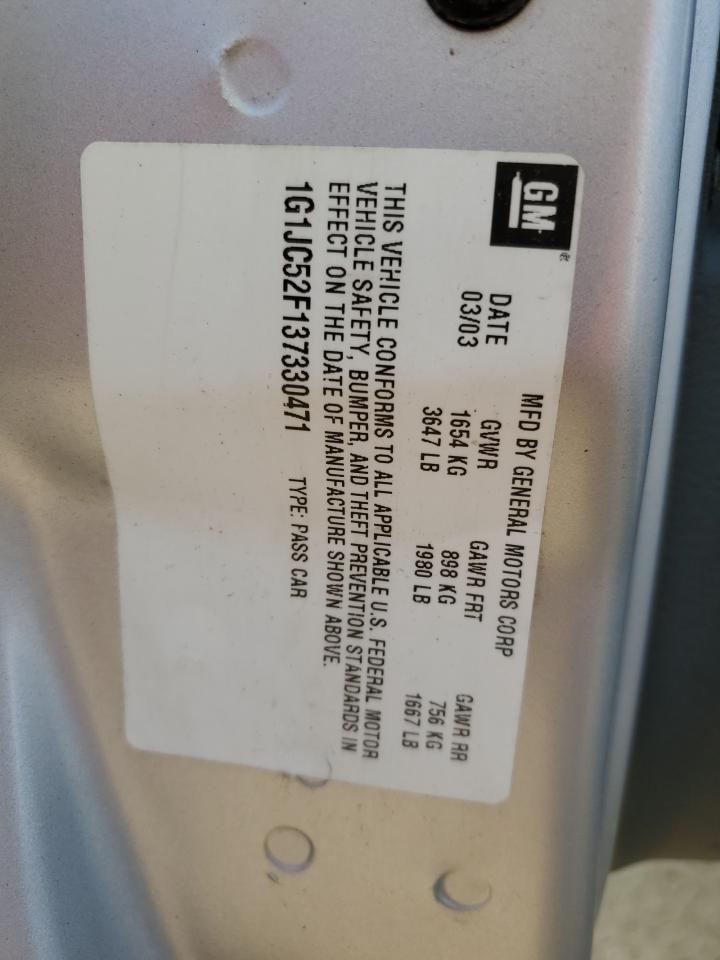 GM®
MFD BY GENERAL MOTORS CORP
DATE GVWR GAWR FRT GAWR RR
03/03 1654 KG 898 KG 756 KG
3647 LB 1980 LB 1667 LB
THIS VEHICLE CONFORMS TO ALL APPLICABLE U.S. FEDERAL MOTOR
VEHICLE SAFETY, BUMPER, AND THEFT PREVENTION STANDARDS IN
EFFECT ON THE DATE OF MANUFACTURE SHOWN ABOVE.
1G1JC52F137330471 TYPE: PASS CAR